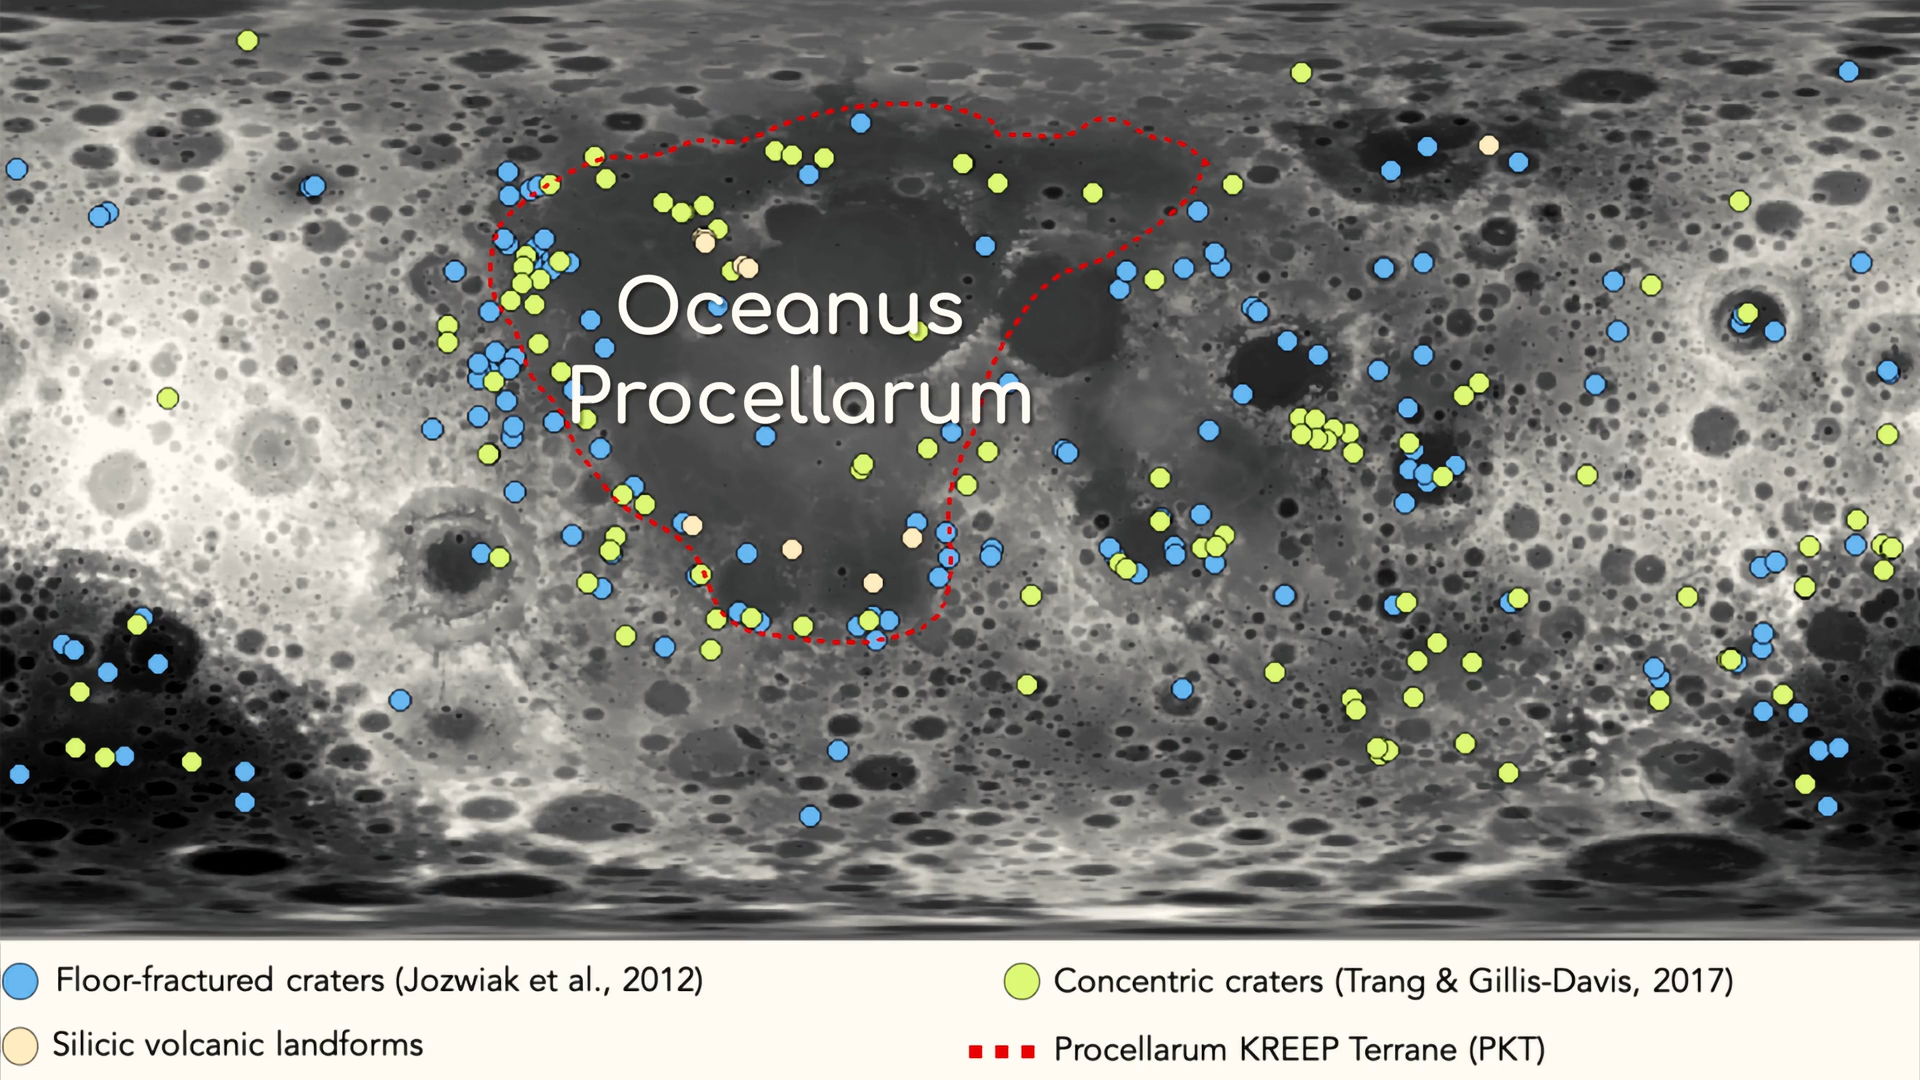 Oceanus
Procellarum
Floor-fractured craters (Jozwiak et al., 2012)
Concentric craters (Trang & Gillis-Davis, 2017)
Silicic volcanic landforms
Procellarum KREEP Terrane (PKT)